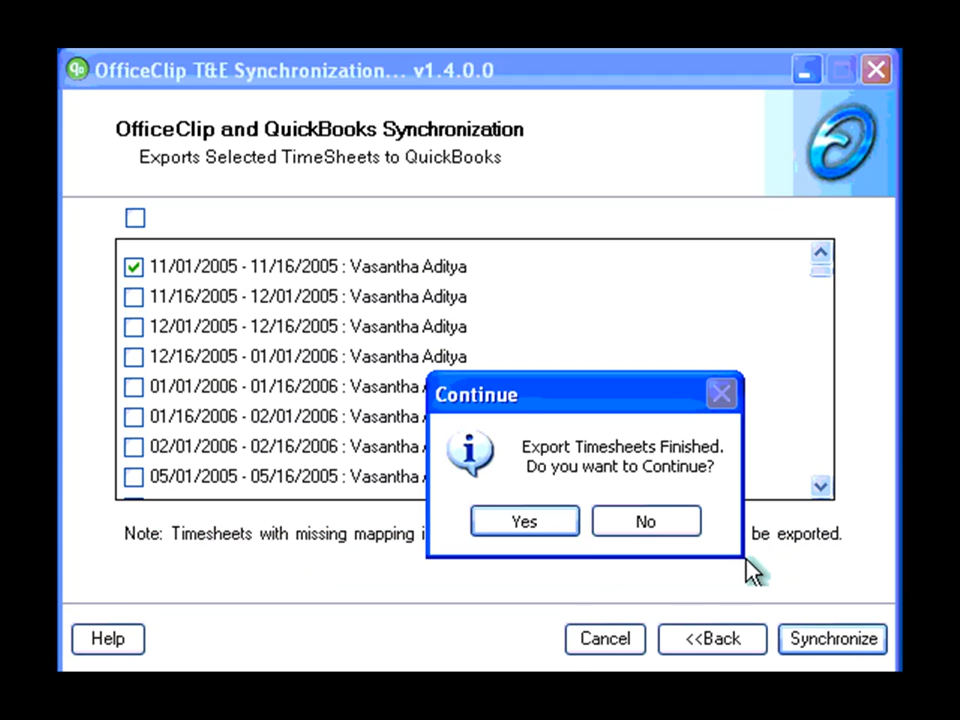 OfficeClip T&E Synchronization... v1.4.0.0
OfficeClip and QuickBooks Synchronization
Exports Selected TimeSheets to QuickBooks
11/01/2005 - 11/16/2005 : Vasantha Aditya
11/16/2005 - 12/01/2005 : Vasantha Aditya
12/01/2005 - 12/16/2005 : Vasantha Aditya
12/16/2005 - 01/01/2006 : Vasantha Aditya
01/01/2006 - 01/16/2006 : Vasantha
01/16/2006 - 02/01/2006 : Vasantha
02/01/2006 - 02/16/2006 : Vasantha
05/01/2005 - 05/16/2005 : Vasantha
Continue
Export Timesheets Finished.
Do you want to Continue?
Yes No
Note: Timesheets with missing mapping be exported.
Help Cancel <<Back Synchronize